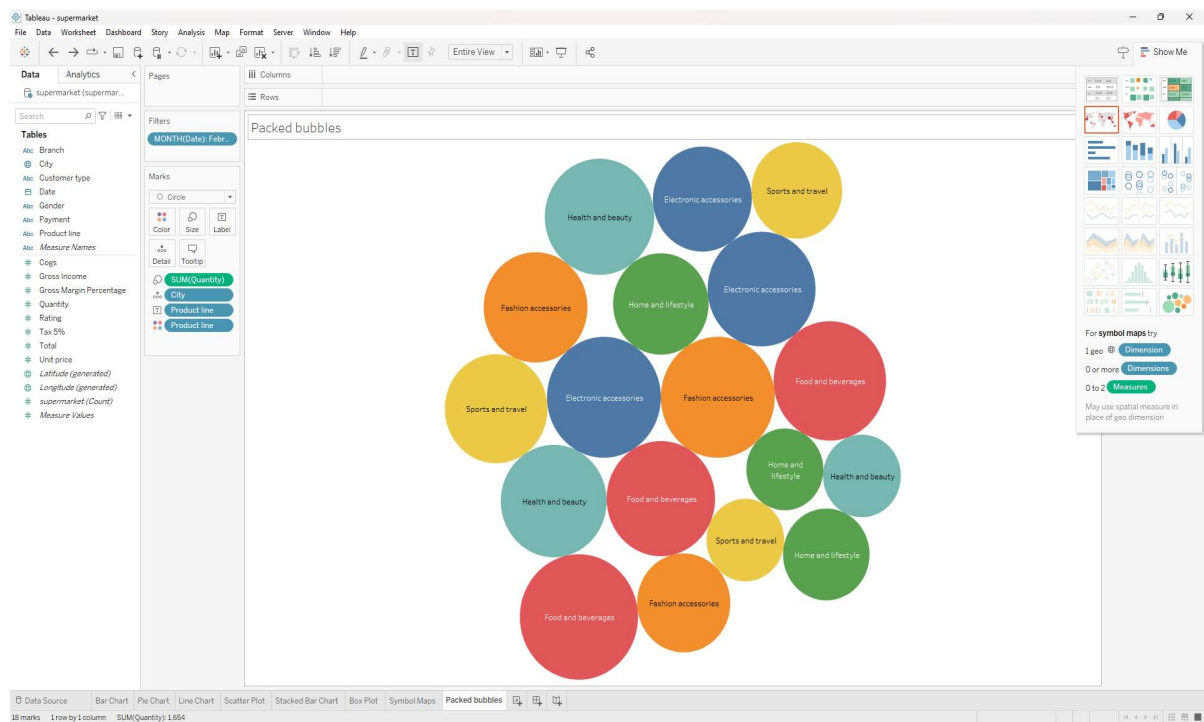 Tableau - supermarket
File Data Worksheet Dashboard Story Analysis Map Format Server Window Help
Entire View
Show Me
Data Analytics
supermarket (supermar...
Search
Tables
Abc Branch
City
Abc Customer type
Date
Abc Gender
Abc Payment
Abc Product line
Abc Measure Names
# Cogs
# Gross Income
# Gross Margin Percentage
# Quantity
# Rating
# Tax 5%
# Total
# Unit price
Latitude (generated)
Longitude (generated)
# supermarket (Count)
# Measure Values
Pages
Filters
MONTH(Date): Febr..
Marks
Circle
Color Size Label
Detail Tooltip
SUM(Quantity)
City
Product line
Product line
Columns
Rows
Packed bubbles
Sports and travel
Electronic accessories
Health and beauty
Electronic accessories
Home and lifestyle
Fashion accessories
Food and beverages
Electronic accessories
Fashion accessories
Sports and travel
Home and
lifestyle
Health and beauty
Health and beauty
Food and beverages
Sports and travel
Home and lifestyle
Fashion accessories
Food and beverages
For symbol maps try
1 geo Dimension
0 or more Dimensions
0 to 2 Measures
May use spatial measure in
place of geo dimension
Data Source Bar Chart Pie Chart Line Chart Scatter Plot Stacked Bar Chart Box Plot Symbol Maps Packed bubbles
18 marks 1 row by 1 column SUM(Quantity): 1,654